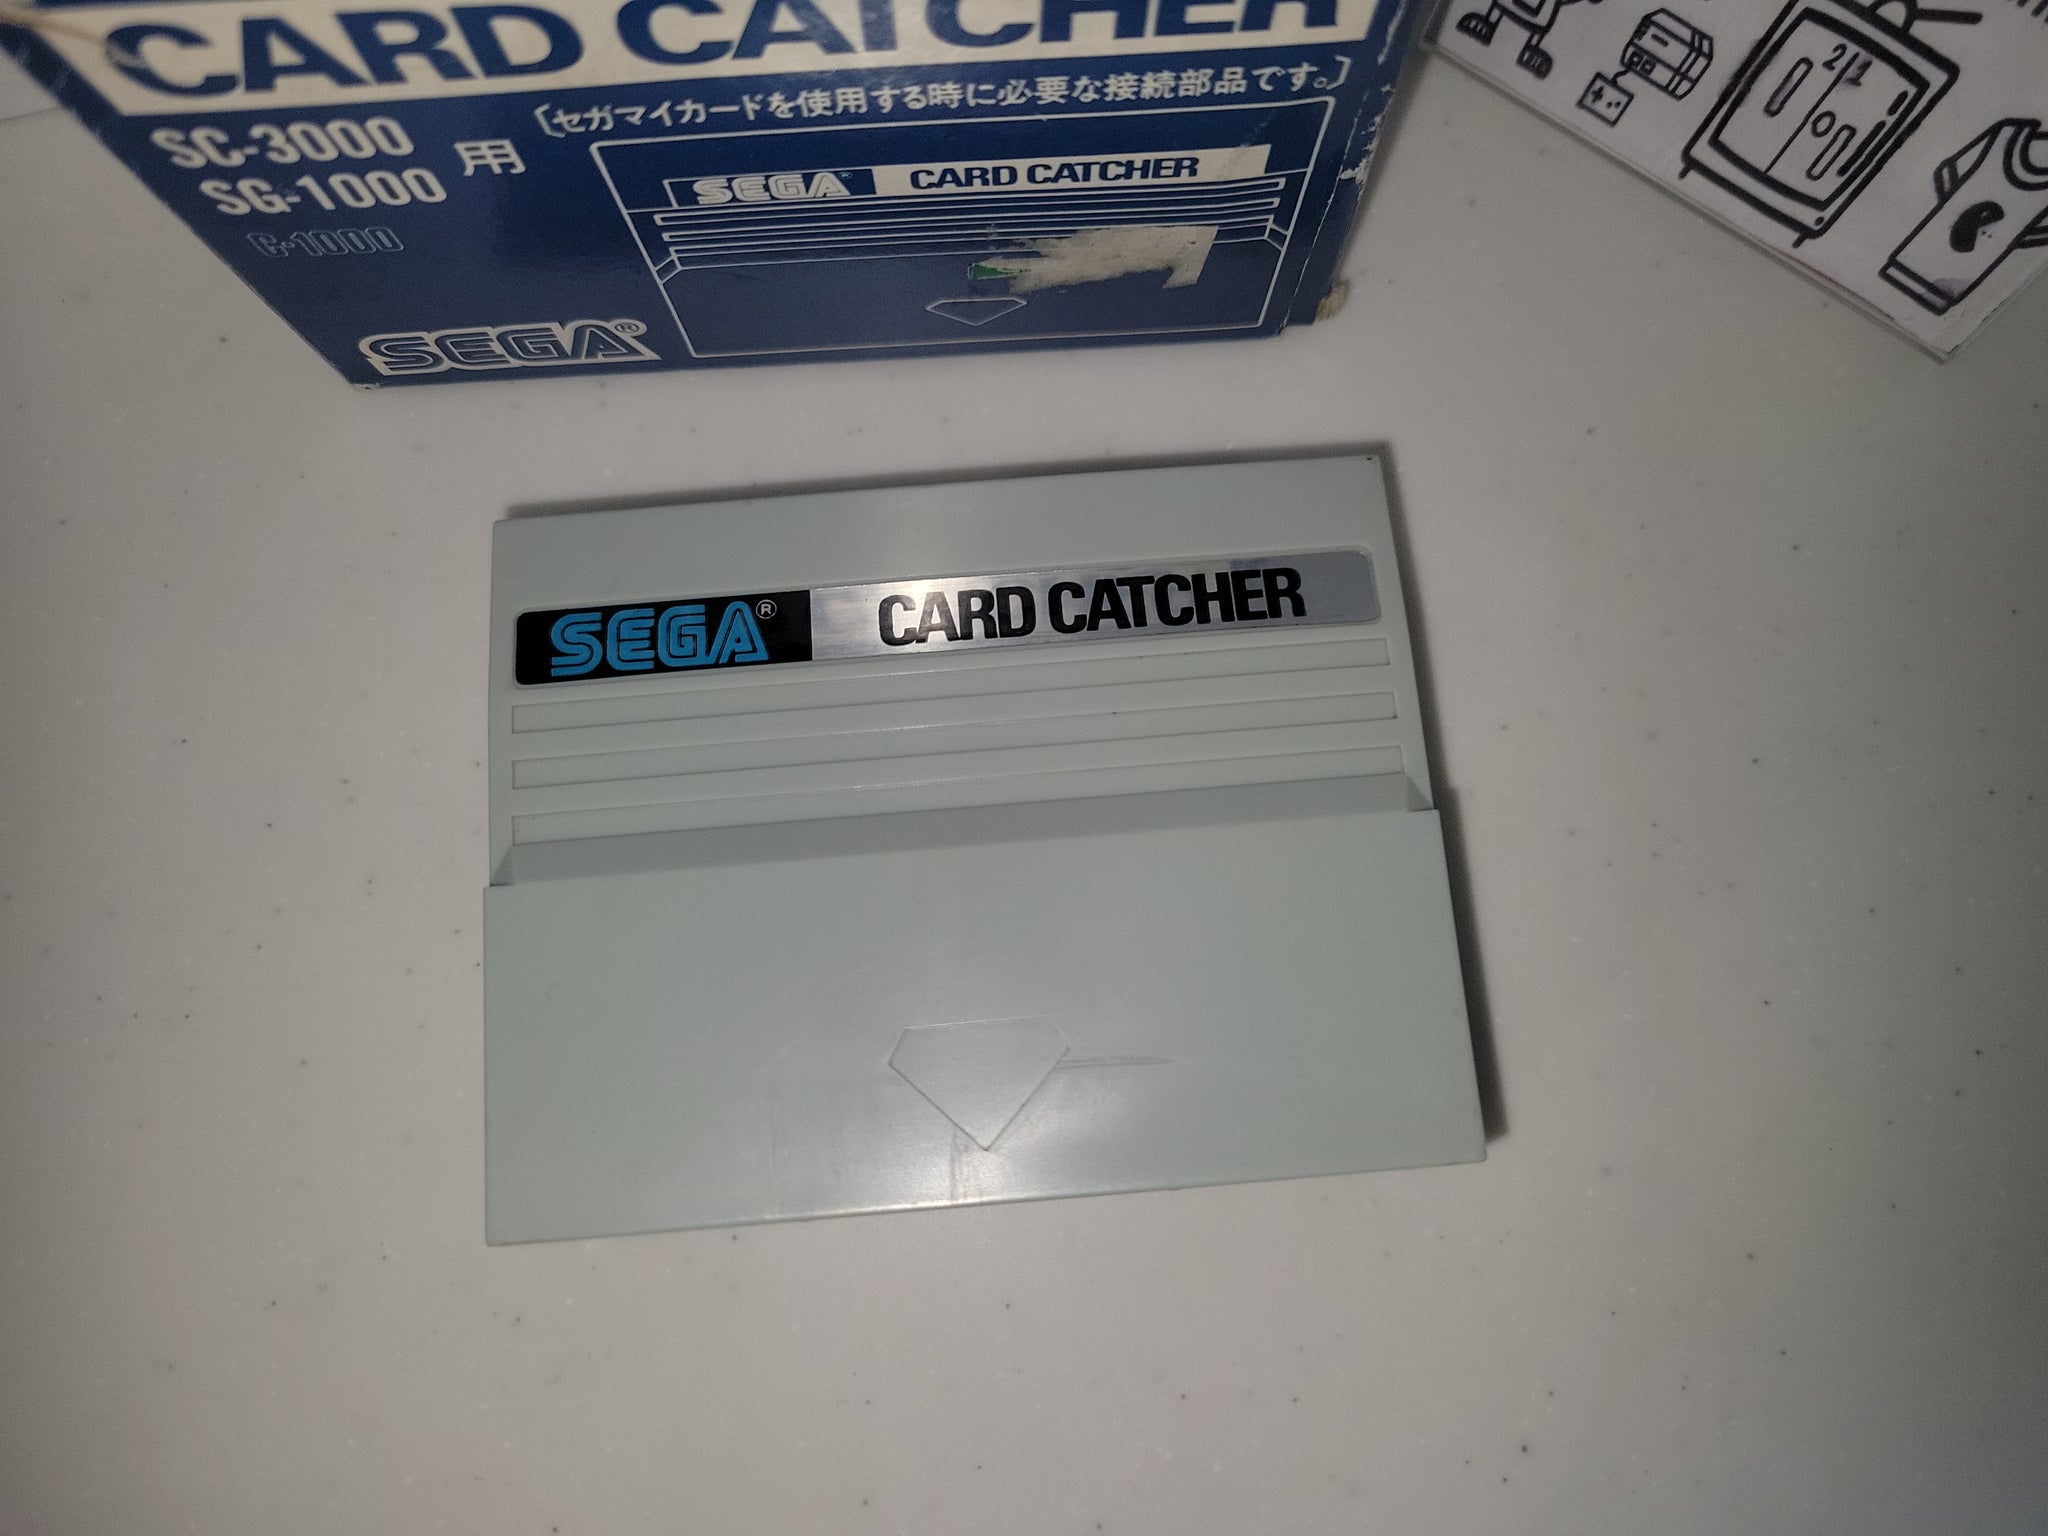 CARD CATCHER
〔セガマイカードを使用する時に必要な接続部品です。〕
SC-3000
SG-1000
用
C-1000
SEGA® CARD CATCHER
SEGA®
2 1
SEGA® CARD CATCHER